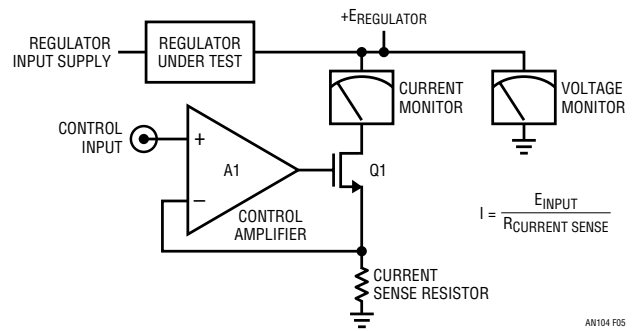 +EREGULATOR
REGULATOR
INPUT SUPPLY
REGULATOR
UNDER TEST
CURRENT
MONITOR
VOLTAGE
MONITOR
CONTROL
INPUT
+
A1
−
Q1
CONTROL
AMPLIFIER
I = EINPUT
RCURRENT SENSE
CURRENT
SENSE RESISTOR
AN104 F05